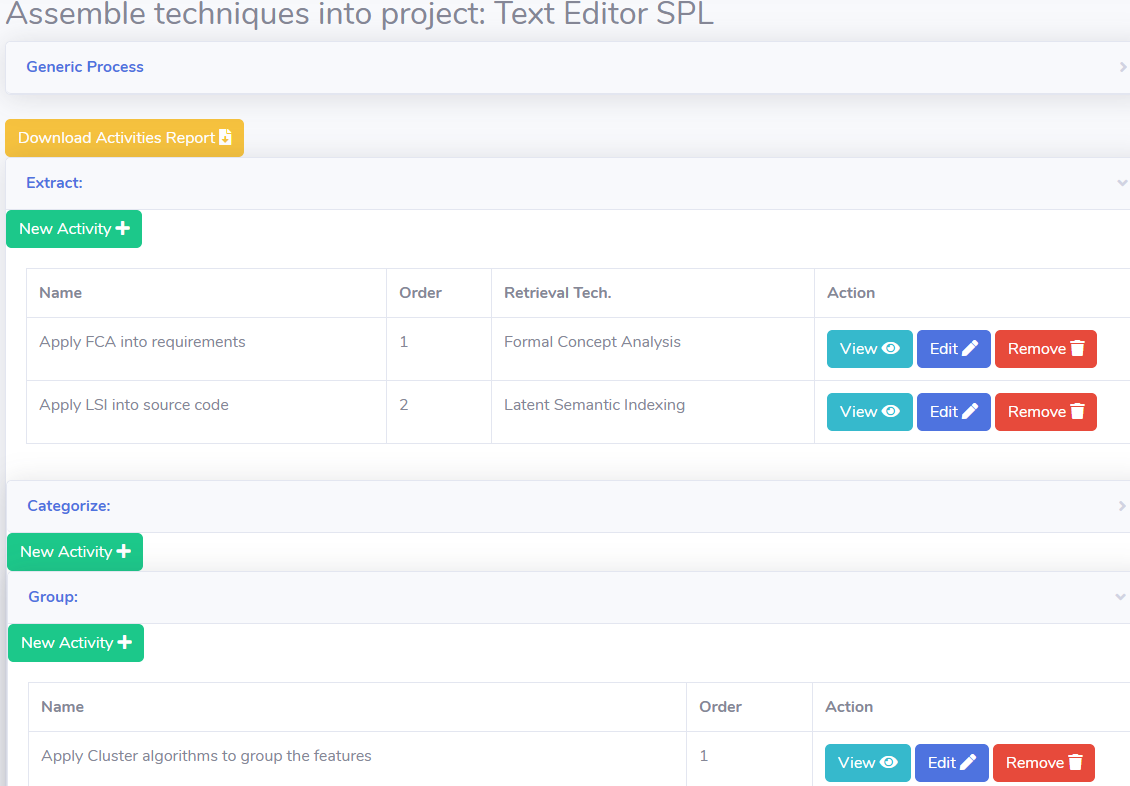 Assemble techniques into project: Text Editor SPL
Generic Process
Download Activities Report
Extract:
New Activity
Name Order Retrieval Tech. Action
Apply FCA into requirements 1 Formal Concept Analysis View Edit Remove
Apply LSI into source code 2 Latent Semantic Indexing View Edit Remove
Categorize:
New Activity
Group:
New Activity
Name Order Action
Apply Cluster algorithms to group the features 1 View Edit Remove